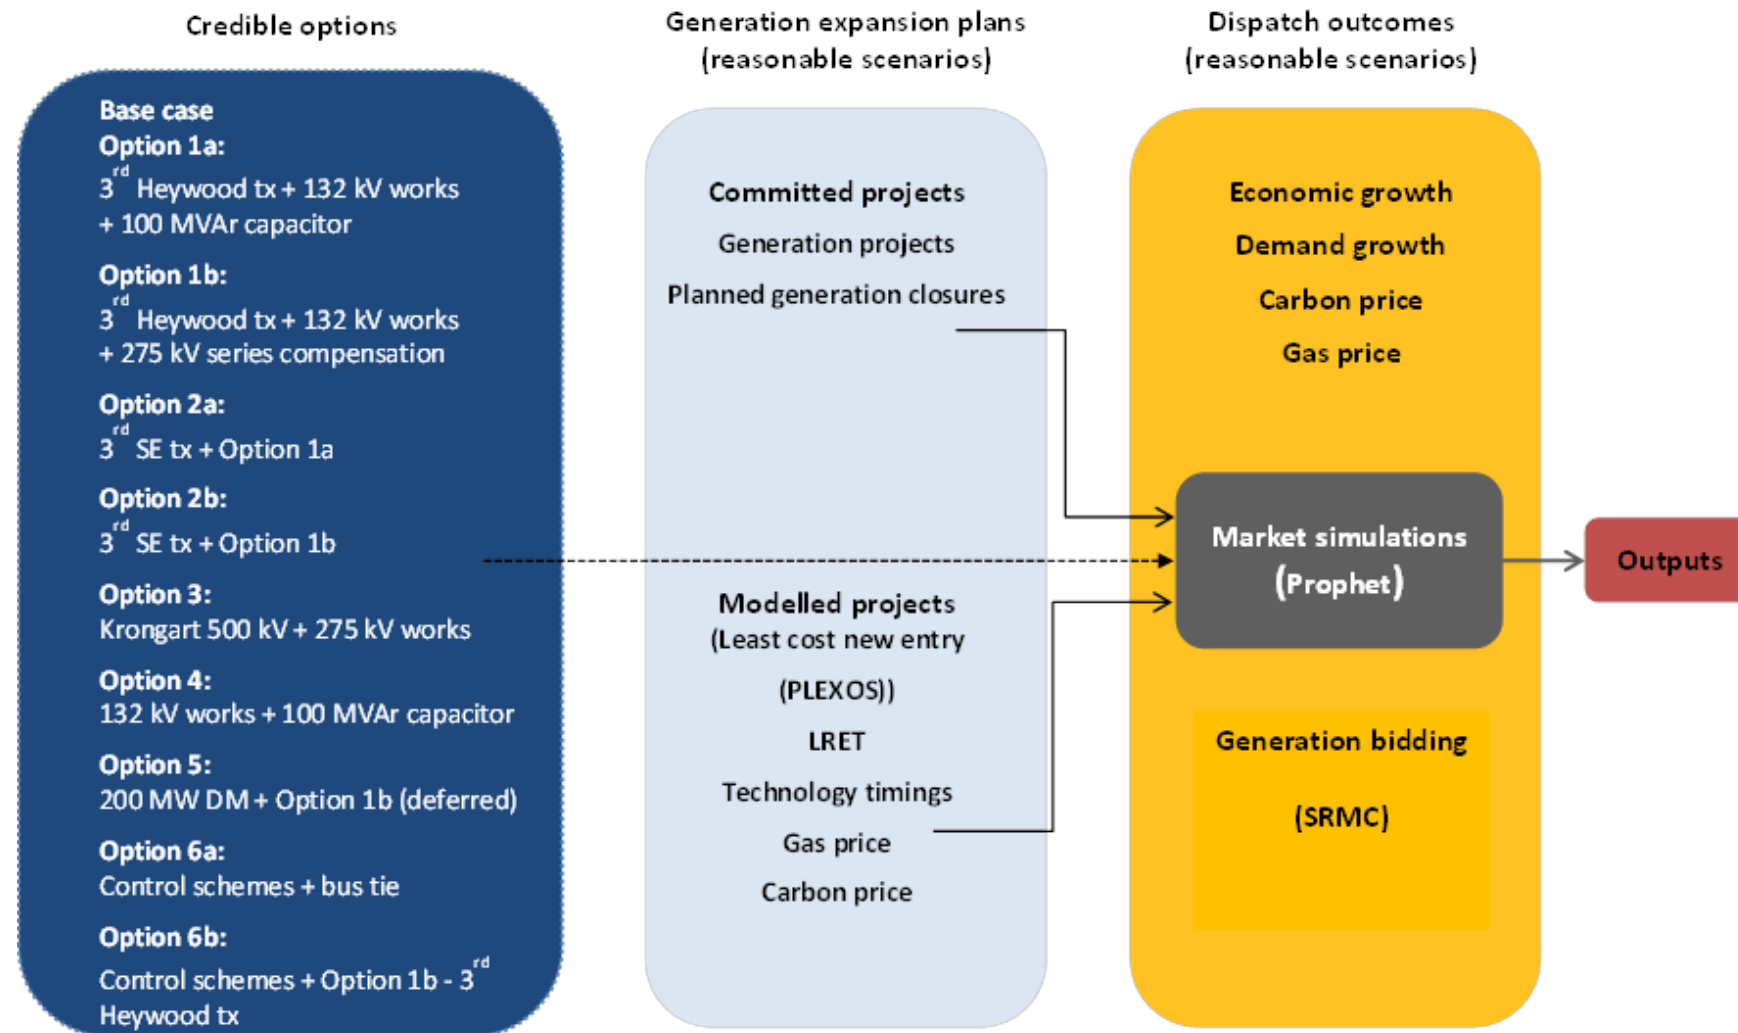 Credible options
Base case
Option 1a:
3rd Heywood tx + 132 kV works
+ 100 MVAr capacitor
Option 1b:
3rd Heywood tx + 132 kV works
+ 275 kV series compensation
Option 2a:
3rd SE tx + Option 1a
Option 2b:
3rd SE tx + Option 1b
Option 3:
Krongart 500 kV + 275 kV works
Option 4:
132 kV works + 100 MVAr capacitor
Option 5:
200 MW DM + Option 1b (deferred)
Option 6a:
Control schemes + bus tie
Option 6b:
Control schemes + Option 1b - 3rd
Heywood tx
Generation expansion plans
(reasonable scenarios)
Committed projects
Generation projects
Planned generation closures
Modelled projects
(Least cost new entry
(PLEXOS))
LRET
Technology timings
Gas price
Carbon price
Dispatch outcomes
(reasonable scenarios)
Economic growth
Demand growth
Carbon price
Gas price
Market simulations
(Prophet)
Generation bidding
(SRMC)
Outputs